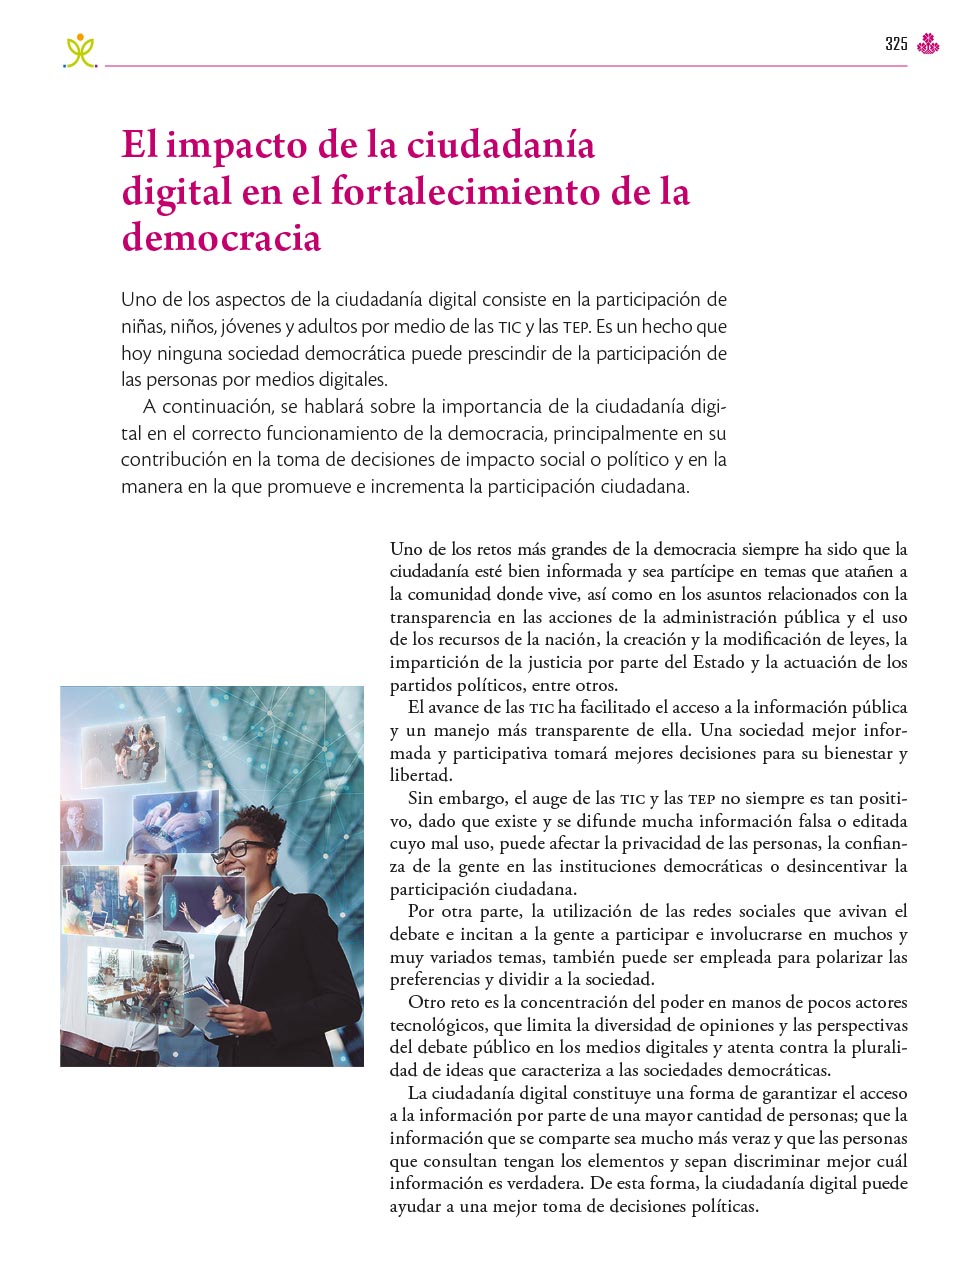 325
El impacto de la ciudadanía
digital en el fortalecimiento de la
democracia
Uno de los aspectos de la ciudadanía digital consiste en la participación de
niñas, niños, jóvenes y adultos por medio de las TIC y las TEP. Es un hecho que
hoy ninguna sociedad democrática puede prescindir de la participación de
las personas por medios digitales.
A continuación, se hablará sobre la importancia de la ciudadanía digi-
tal en el correcto funcionamiento de la democracia, principalmente en su
contribución en la toma de decisiones de impacto social o político y en la
manera en la que promueve e incrementa la participación ciudadana.
Uno de los retos más grandes de la democracia siempre ha sido que la
ciudadanía esté bien informada y sea partícipe en temas que atañen a
la comunidad donde vive, así como en los asuntos relacionados con la
transparencia en las acciones de la administración pública y el uso
de los recursos de la nación, la creación y la modificación de leyes, la
impartición de la justicia por parte del Estado y la actuación de los
partidos políticos, entre otros.
El avance de las TIC ha facilitado el acceso a la información pública
y un manejo más transparente de ella. Una sociedad mejor infor-
mada y participativa tomará mejores decisiones para su bienestar y
libertad.
Sin embargo, el auge de las TIC y las TEP no siempre es tan positi-
vo, dado que existe y se difunde mucha información falsa o editada
cuyo mal uso, puede afectar la privacidad de las personas, la confian-
za de la gente en las instituciones democráticas o desincentivar la
participación ciudadana.
Por otra parte, la utilización de las redes sociales que avivan el
debate e incitan a la gente a participar e involucrarse en muchos y
muy variados temas, también puede ser empleada para polarizar las
preferencias y dividir a la sociedad.
Otro reto es la concentración del poder en manos de pocos actores
tecnológicos, que limita la diversidad de opiniones y las perspectivas
del debate público en los medios digitales y atenta contra la plurali-
dad de ideas que caracteriza a las sociedades democráticas.
La ciudadanía digital constituye una forma de garantizar el acceso
a la información por parte de una mayor cantidad de personas; que la
información que se comparte sea mucho más veraz y que las personas
que consultan tengan los elementos y sepan discriminar mejor cuál
información es verdadera. De esta forma, la ciudadanía digital puede
ayudar a una mejor toma de decisiones políticas.